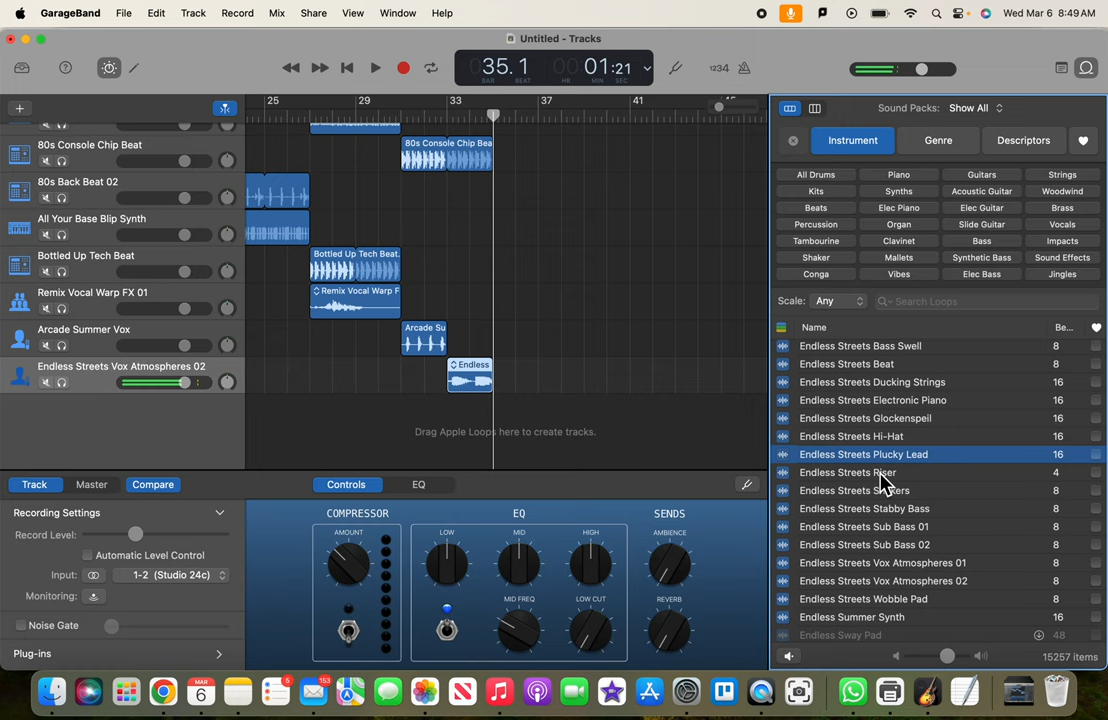 GarageBand File Edit Track Record Mix Share View Window Help Wed Mar 6 8:49 AM
Untitled - Tracks
35. 1 01:21
BAR BEAT HR MIN SEC
1234
25 29 33 37 41
Sound Packs: Show All
Instrument Genre Descriptors
80s Console Chip Beat
80s Console Chip Bea
80s Back Beat 02
All Your Base Blip Synth
Bottled Up Tech Beat
Bottled Up Tech Beat.
Remix Vocal Warp FX 01
Remix Vocal Warp F
Arcade Summer Vox
Arcade Su
Endless Streets Vox Atmospheres 02
Endless
Drag Apple Loops here to create tracks.
All Drums Piano Guitars Strings
Kits Synths Acoustic Guitar Woodwind
Beats Elec Piano Elec Guitar Brass
Percussion Organ Slide Guitar Vocals
Tambourine Clavinet Bass Impacts
Shaker Mallets Synthetic Bass Sound Effects
Conga Vibes Elec Bass Jingles
Scale: Any Search Loops
Name Be...
Endless Streets Bass Swell 8
Endless Streets Beat 8
Endless Streets Ducking Strings 16
Endless Streets Electronic Piano 16
Endless Streets Glockenspeil 16
Endless Streets Hi-Hat 16
Endless Streets Plucky Lead 16
Endless Streets Riser 4
Endless Streets 8
Endless Streets Stabby Bass 8
Endless Streets Sub Bass 01 8
Endless Streets Sub Bass 02 8
Endless Streets Vox Atmospheres 01 8
Endless Streets Vox Atmospheres 02 8
Endless Streets Wobble Pad 8
Endless Summer Synth 16
Endless Sway Pad 48
15257 items
Track Master Compare
Controls EQ
Recording Settings
Record Level:
Automatic Level Control
Input: 1-2 (Studio 24c)
Monitoring:
Noise Gate
Plug-ins
COMPRESSOR EQ SENDS
AMOUNT LOW MID HIGH AMBIENCE
MID FREQ LOW CUT REVERB
MAR
6
5
153